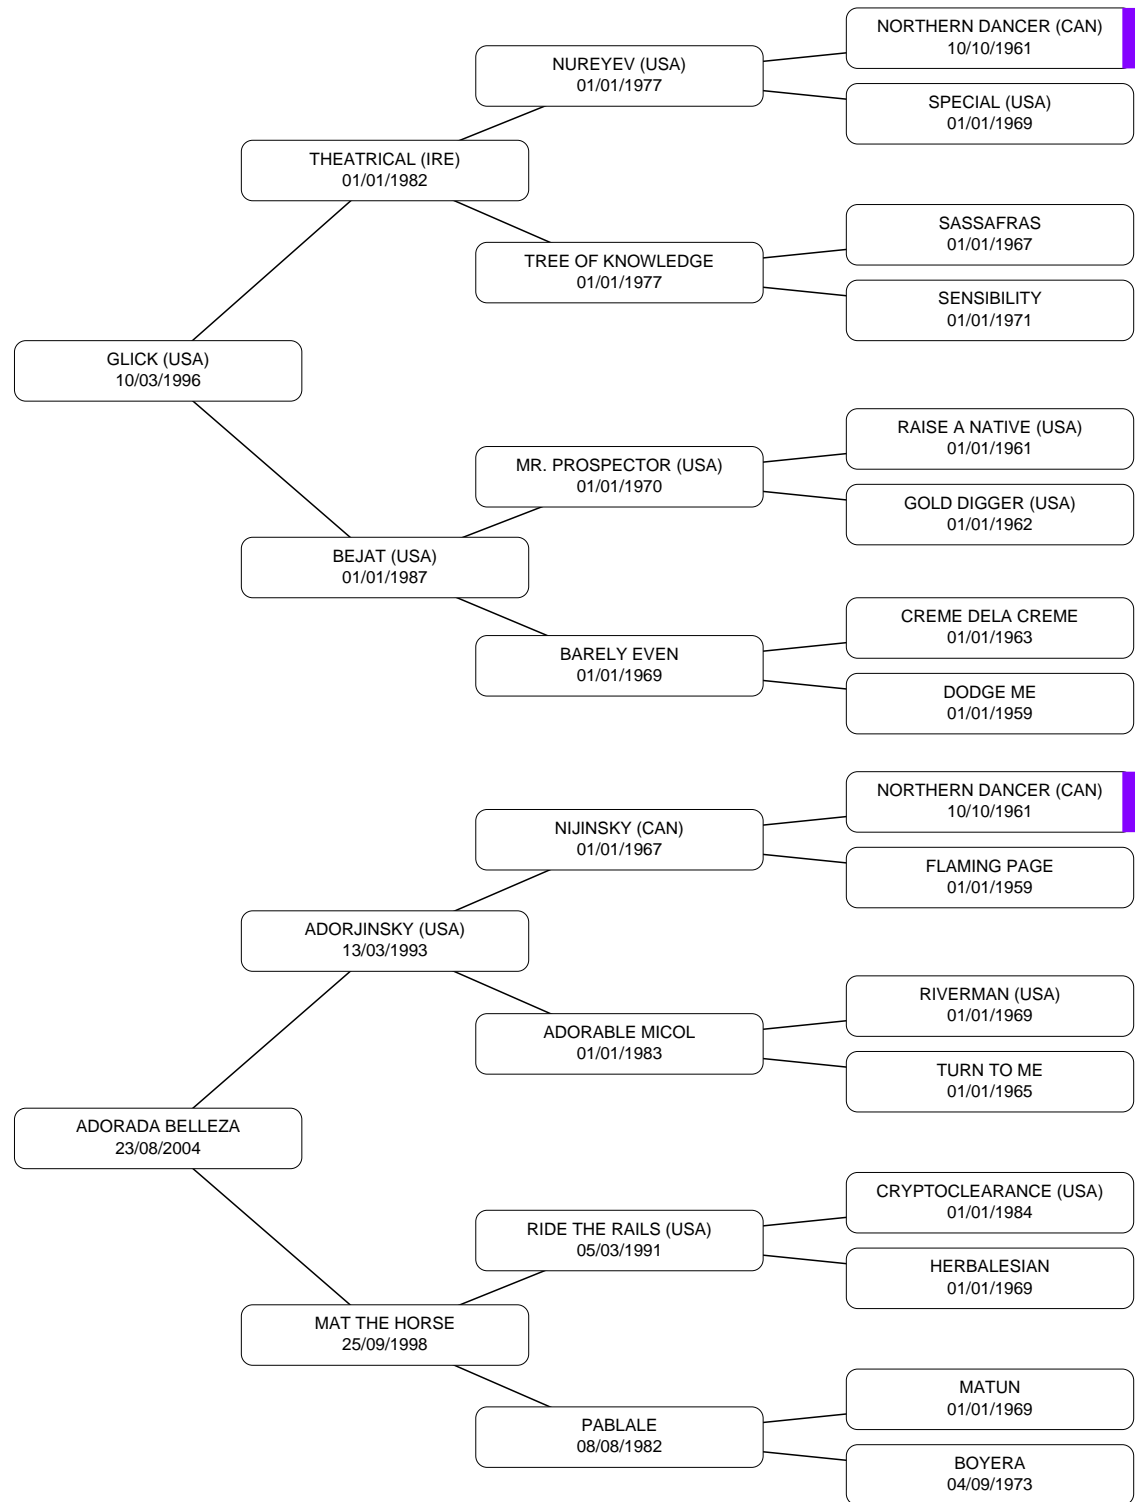 NORTHERN DANCER (CAN)
10/10/1961
NUREYEV (USA)
01/01/1977
SPECIAL (USA)
01/01/1969
THEATRICAL (IRE)
01/01/1982
SASSAFRAS
01/01/1967
TREE OF KNOWLEDGE
01/01/1977
SENSIBILITY
01/01/1971
GLICK (USA)
10/03/1996
RAISE A NATIVE (USA)
01/01/1961
MR. PROSPECTOR (USA)
01/01/1970
GOLD DIGGER (USA)
01/01/1962
BEJAT (USA)
01/01/1987
CREME DELA CREME
01/01/1963
BARELY EVEN
01/01/1969
DODGE ME
01/01/1959
NORTHERN DANCER (CAN)
10/10/1961
NIJINSKY (CAN)
01/01/1967
FLAMING PAGE
01/01/1959
ADORJINSKY (USA)
13/03/1993
RIVERMAN (USA)
01/01/1969
ADORABLE MICOL
01/01/1983
TURN TO ME
01/01/1965
ADORADA BELLEZA
23/08/2004
CRYPTOCLEARANCE (USA)
01/01/1984
RIDE THE RAILS (USA)
05/03/1991
HERBALESIAN
01/01/1969
MAT THE HORSE
25/09/1998
MATUN
01/01/1969
PABLALE
08/08/1982
BOYERA
04/09/1973